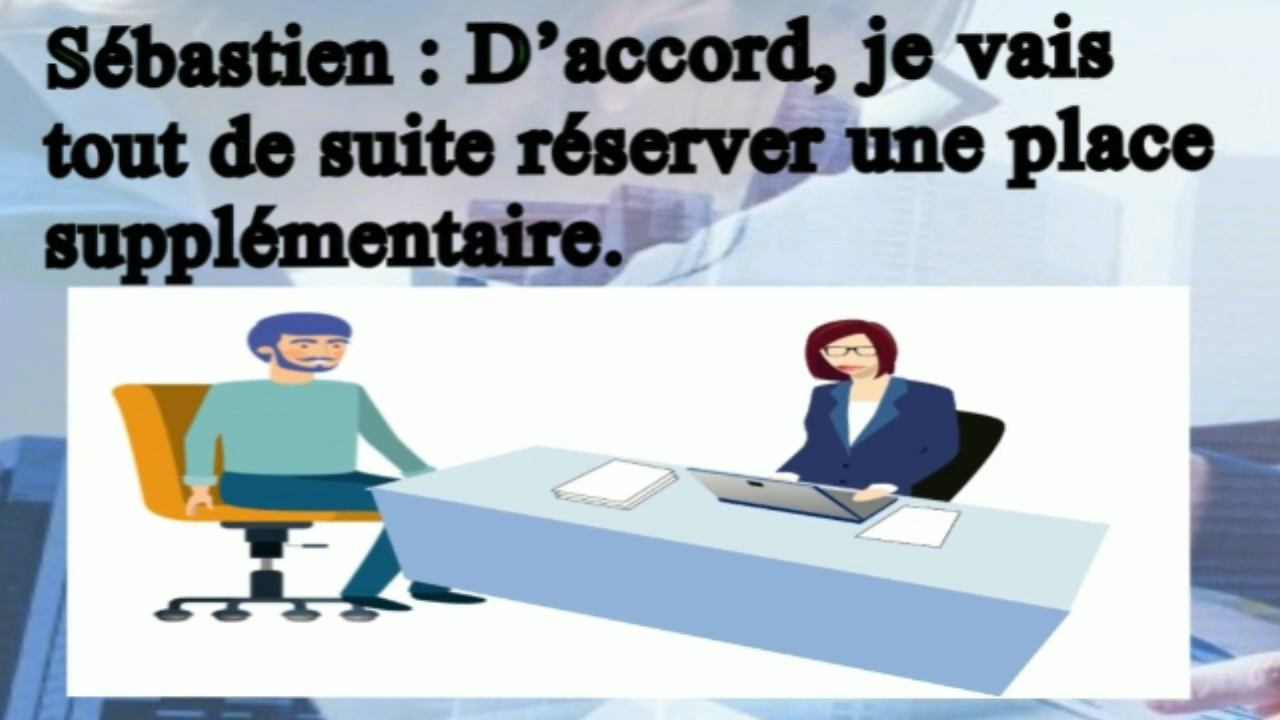 Sébastien : D’accord, je vais
tout de suite réserver une place
supplémentaire.